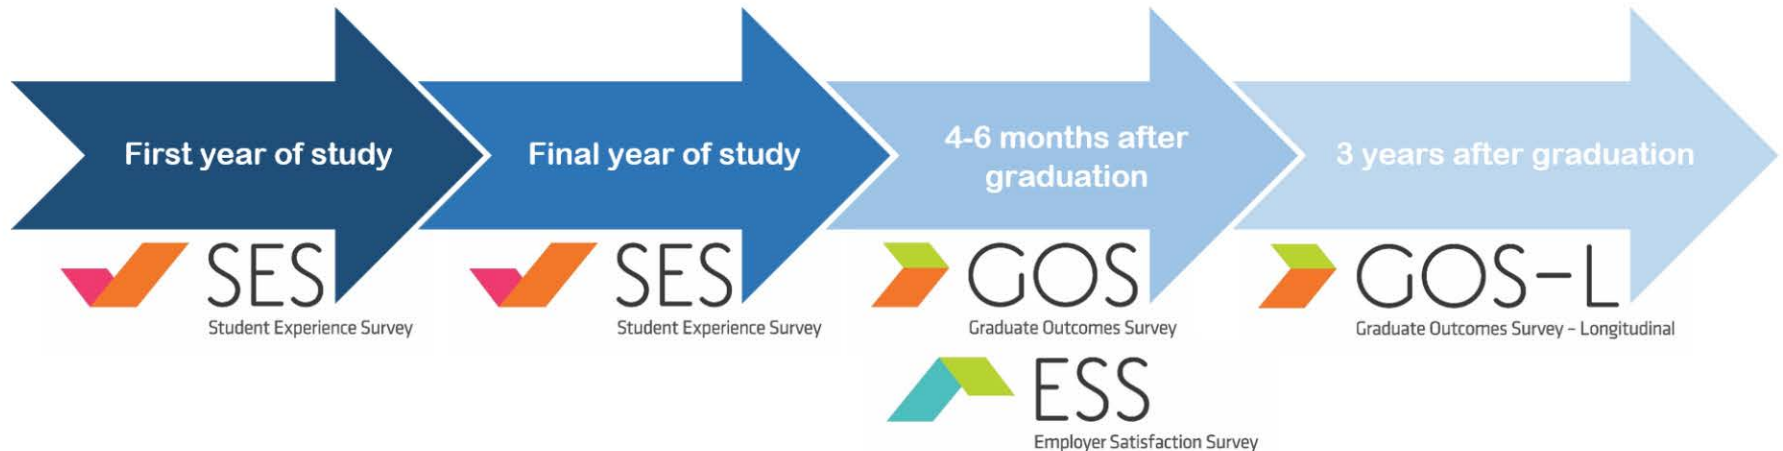 First year of study
Final year of study
4-6 months after
graduation
3 years after graduation
SES
Student Experience Survey
SES
Student Experience Survey
GOS
Graduate Outcomes Survey
GOS-L
Graduate Outcomes Survey – Longitudinal
ESS
Employer Satisfaction Survey